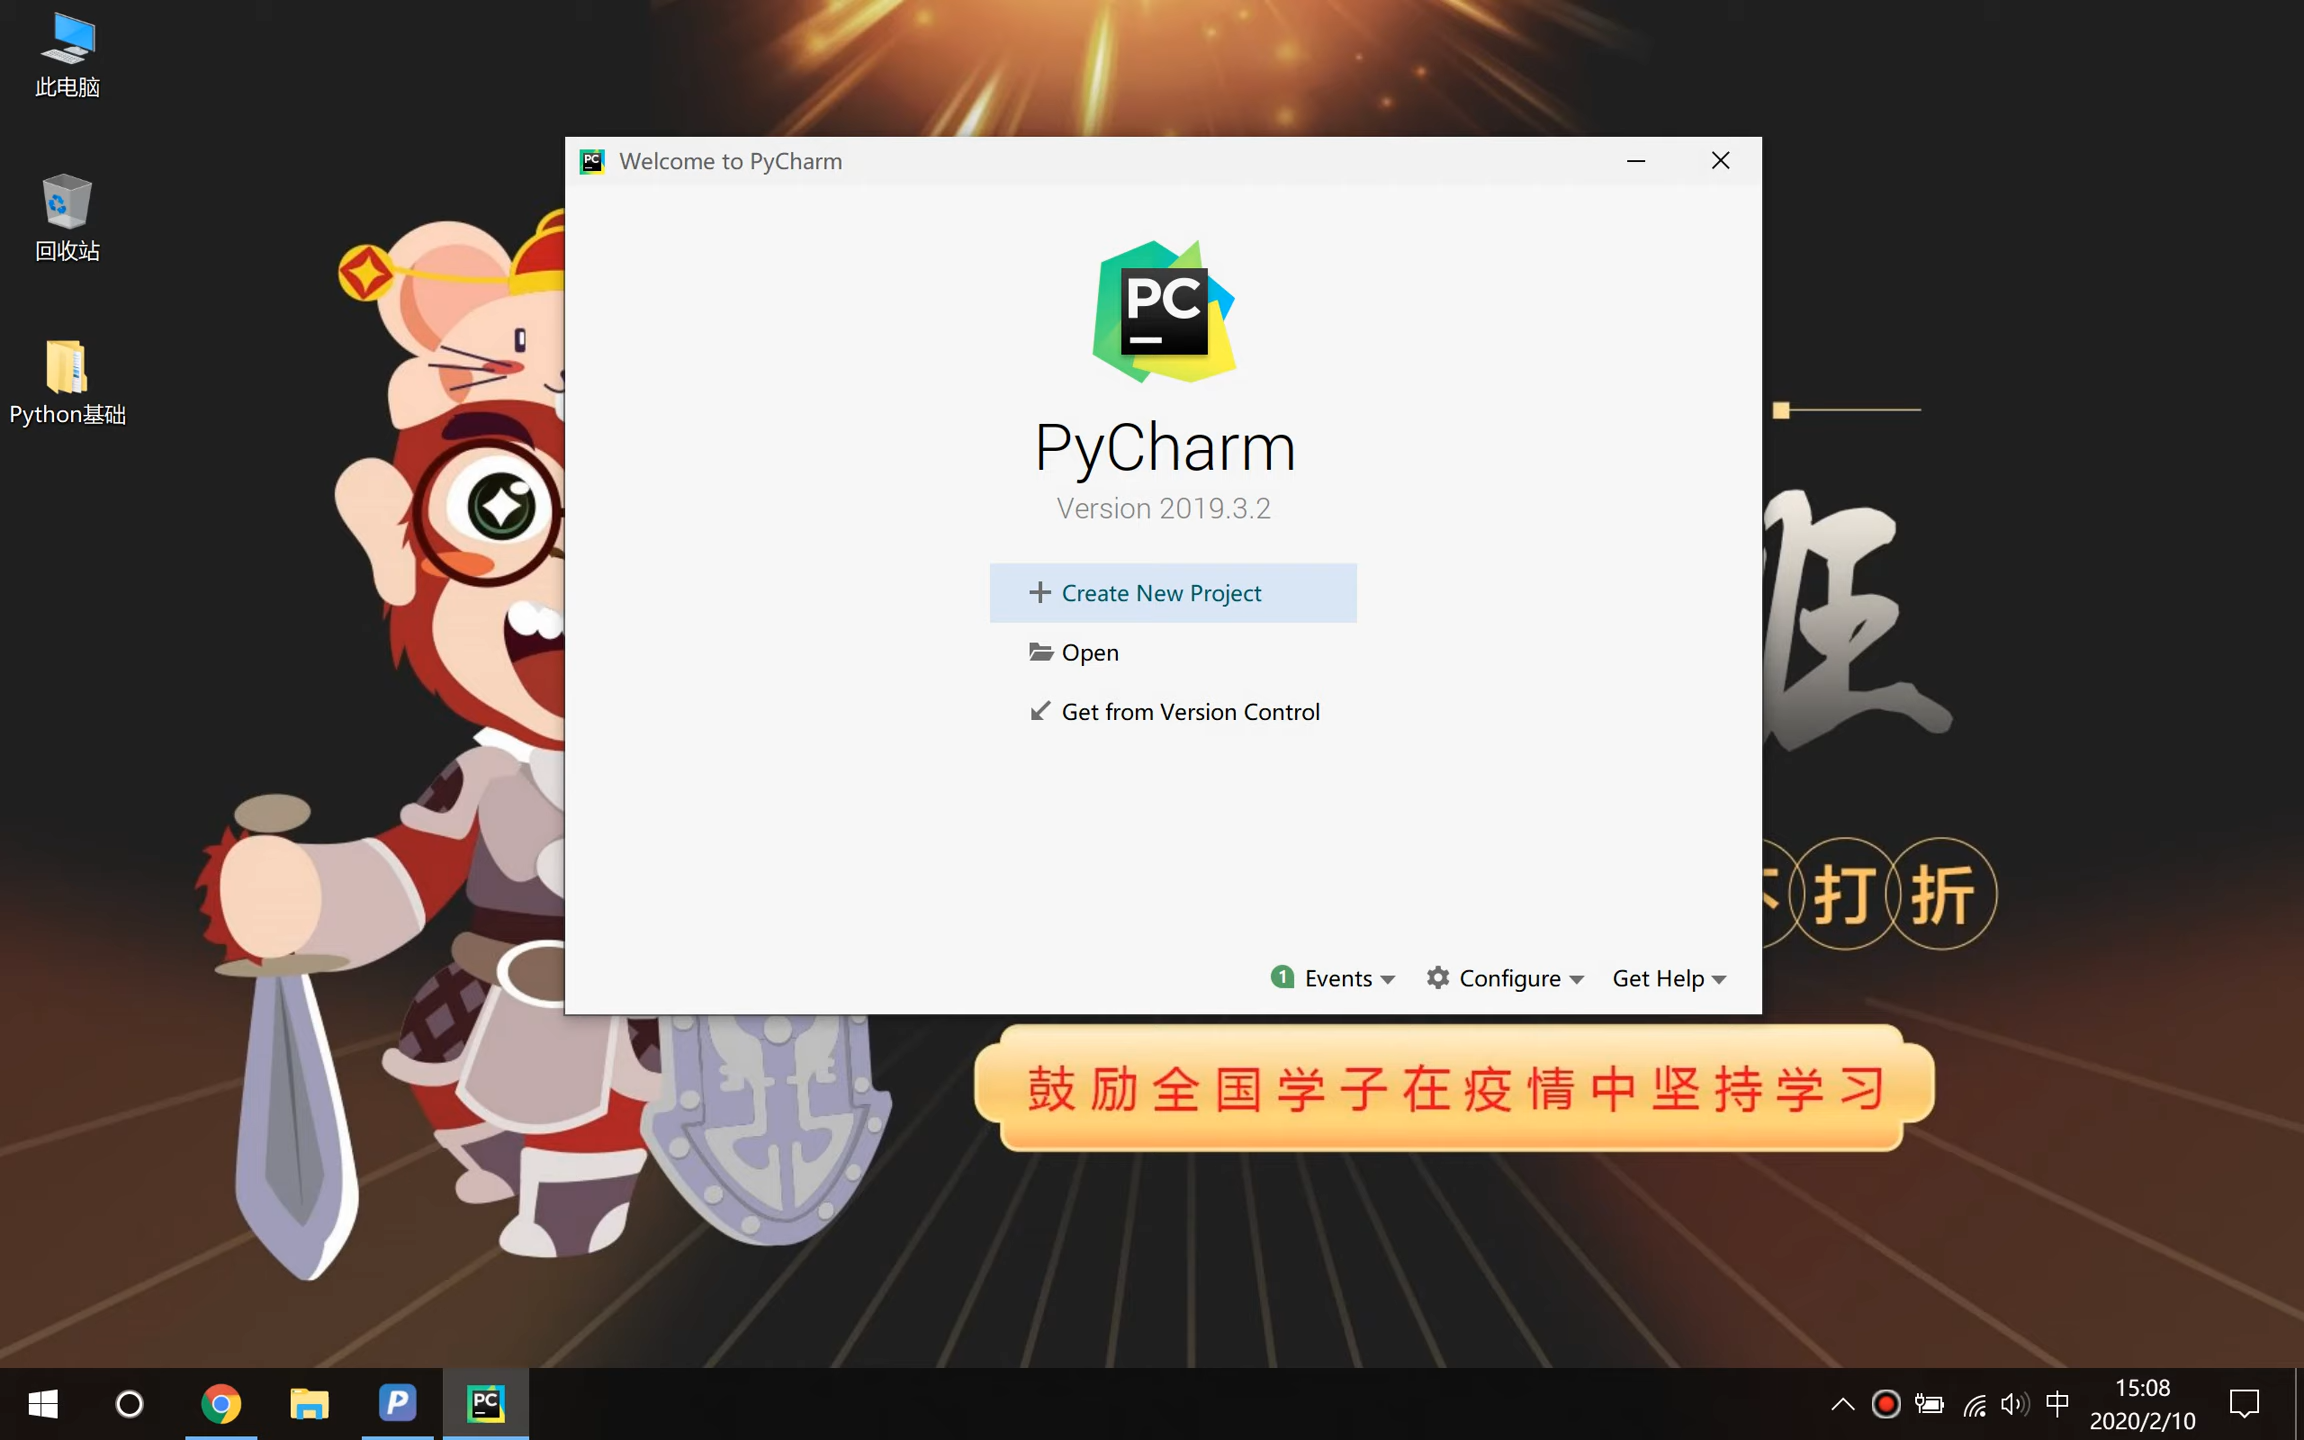 此电脑
回收站
Python基础
Welcome to PyCharm
PC
PyCharm
Version 2019.3.2
Create New Project
Open
Get from Version Control
1 Events
Configure
Get Help
班
打折
鼓励全国学子在疫情中坚持学习
中
15:08
2020/2/10